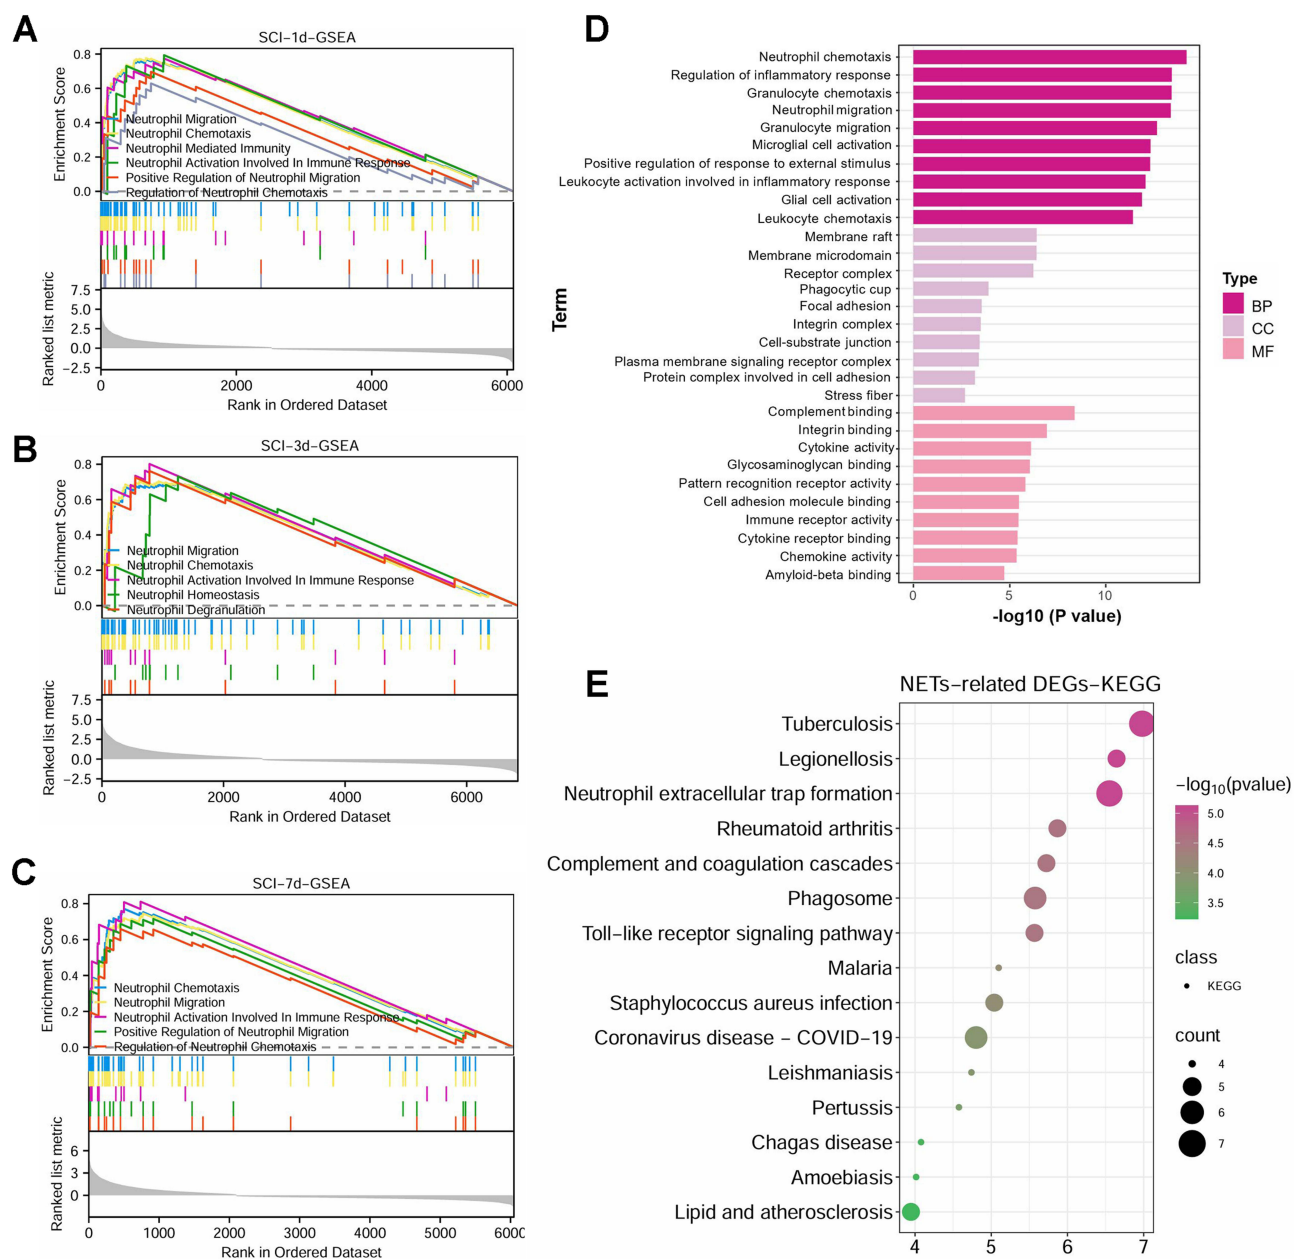 A
SCI-1d-GSEA
Enrichment Score
0.8
0.6
0.4
0.2
0.0
Neutrophil Migration
Neutrophil Chemotaxis
Neutrophil Mediated Immunity
Neutrophil Activation Involved In Immune Response
Positive Regulation of Neutrophil Migration
Regulation of Neutrophil Chemotaxis
Ranked list metric
7.5
5.0
2.5
0.0
-2.5
0
2000
4000
6000
Rank in Ordered Dataset
B
SCI-3d-GSEA
Enrichment Score
0.8
0.6
0.4
0.2
0.0
Neutrophil Migration
Neutrophil Chemotaxis
Neutrophil Activation Involved In Immune Response
Neutrophil Homeostasis
Neutrophil Degranulation
Ranked list metric
7.5
5.0
2.5
0.0
-2.5
0
2000
4000
6000
Rank in Ordered Dataset
C
SCI-7d-GSEA
Enrichment Score
0.8
0.6
0.4
0.2
0.0
Neutrophil Chemotaxis
Neutrophil Migration
Neutrophil Activation Involved In Immune Response
Positive Regulation of Neutrophil Migration
Regulation of Neutrophil Chemotaxis
Ranked list metric
6
3
0
0
1000
2000
3000
4000
5000
6000
Rank in Ordered Dataset
D
Term
Neutrophil chemotaxis
Regulation of inflammatory response
Granulocyte chemotaxis
Neutrophil migration
Granulocyte migration
Microglial cell activation
Positive regulation of response to external stimulus
Leukocyte activation involved in inflammatory response
Glial cell activation
Leukocyte chemotaxis
Membrane raft
Membrane microdomain
Receptor complex
Phagocytic cup
Focal adhesion
Integrin complex
Cell-substrate junction
Plasma membrane signaling receptor complex
Protein complex involved in cell adhesion
Stress fiber
Complement binding
Integrin binding
Cytokine activity
Glycosaminoglycan binding
Pattern recognition receptor activity
Cell adhesion molecule binding
Immune receptor activity
Cytokine receptor binding
Chemokine activity
Amyloid-beta binding
0
5
10
-log10 (P value)
Type
BP
CC
MF
E
NETs-related DEGs-KEGG
Tuberculosis
Legionellosis
Neutrophil extracellular trap formation
Rheumatoid arthritis
Complement and coagulation cascades
Phagosome
Toll-like receptor signaling pathway
Malaria
Staphylococcus aureus infection
Coronavirus disease - COVID-19
Leishmaniasis
Pertussis
Chagas disease
Amoebiasis
Lipid and atherosclerosis
4
5
6
7
-log10(pvalue)
5.0
4.5
4.0
3.5
class
KEGG
count
4
5
6
7